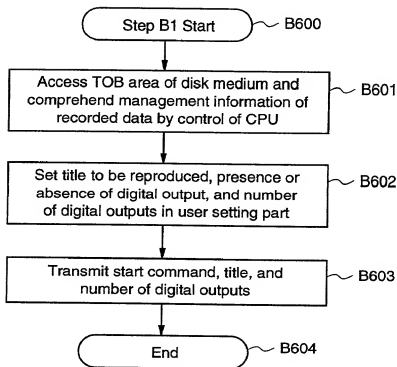 Step B1 Start
B600
Access TOB area of disk medium and
comprehend management information of
recorded data by control of CPU
B601
Set title to be reproduced, presence or
absence of digital output, and number
of digital outputs in user setting part
B602
Transmit start command, title, and
number of digital outputs
B603
End
B604